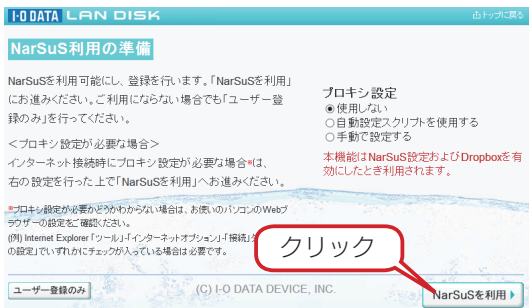 I-O DATA LAN DISK
凸トップに戻る
NarSuS利用の準備
NarSuSを利用可能にし、登録を行います。「NarSuSを利用」
にお進みください。ご利用にならない場合でも「ユーザー登
録のみ」を行ってください。
＜プロキシ設定が必要な場合＞
インターネット接続時にプロキシ設定が必要な場合*は、
右の設定を行った上で「NarSuSを利用」へお進みください。
*プロキシ設定が必要かどうかわからない場合は、お使いのパソコンのWebブ
ラウザーの設定をご確認ください。
(例) Internet Explorer「ツール」-「インターネットオプション」-「接続」
の設定」でいずれかにチェックが入っている場合は必要です。
プロキシ設定
使用しない
自動設定スクリプトを使用する
手動で設定する
本機能はNarSuS設定およびDropboxを有
効にしたとき利用されます。
クリック
ユーザー登録のみ
(C) I-O DATA DEVICE, INC.
NarSuSを利用